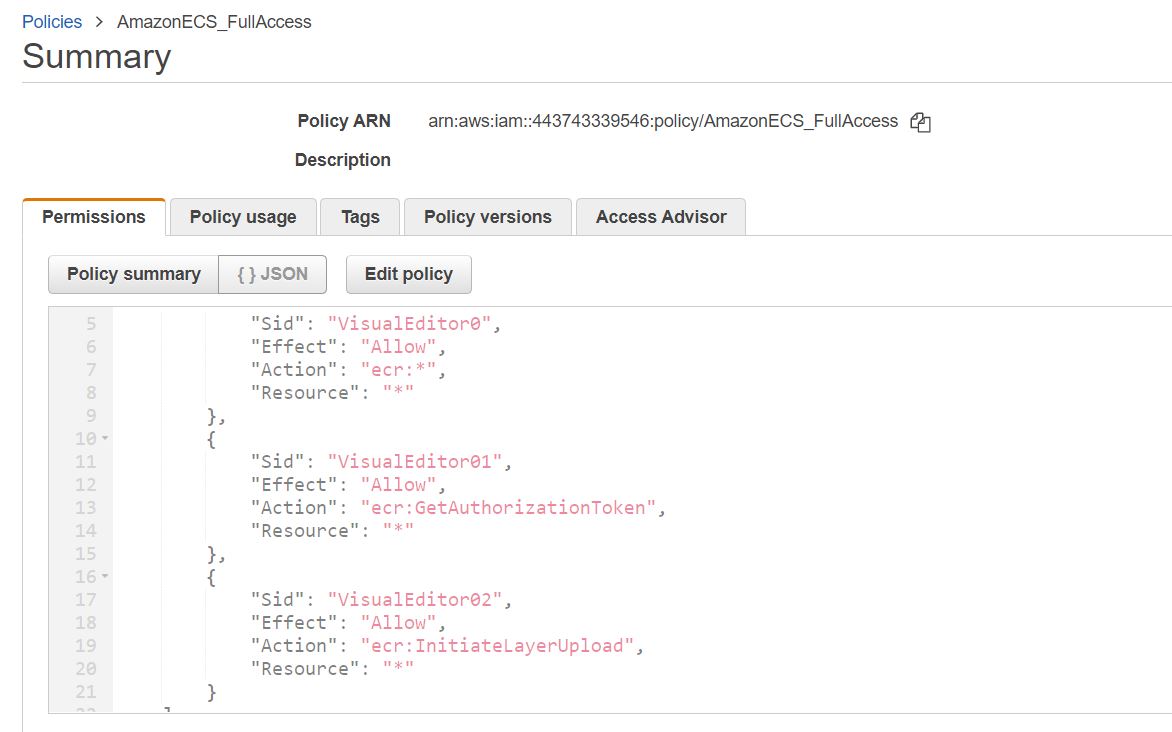 Policies > AmazonECS_FullAccess
Summary
Policy ARN arn:aws:iam::443743339546:policy/AmazonECS_FullAccess
Description
Permissions Policy usage Tags Policy versions Access Advisor
Policy summary { } JSON Edit policy
5 "Sid": "VisualEditor0",
6 "Effect": "Allow",
7 "Action": "ecr:*",
8 "Resource": "*"
9 },
10 {
11 "Sid": "VisualEditor01",
12 "Effect": "Allow",
13 "Action": "ecr:GetAuthorizationToken",
14 "Resource": "*"
15 },
16 {
17 "Sid": "VisualEditor02",
18 "Effect": "Allow",
19 "Action": "ecr:InitiateLayerUpload",
20 "Resource": "*"
21 }